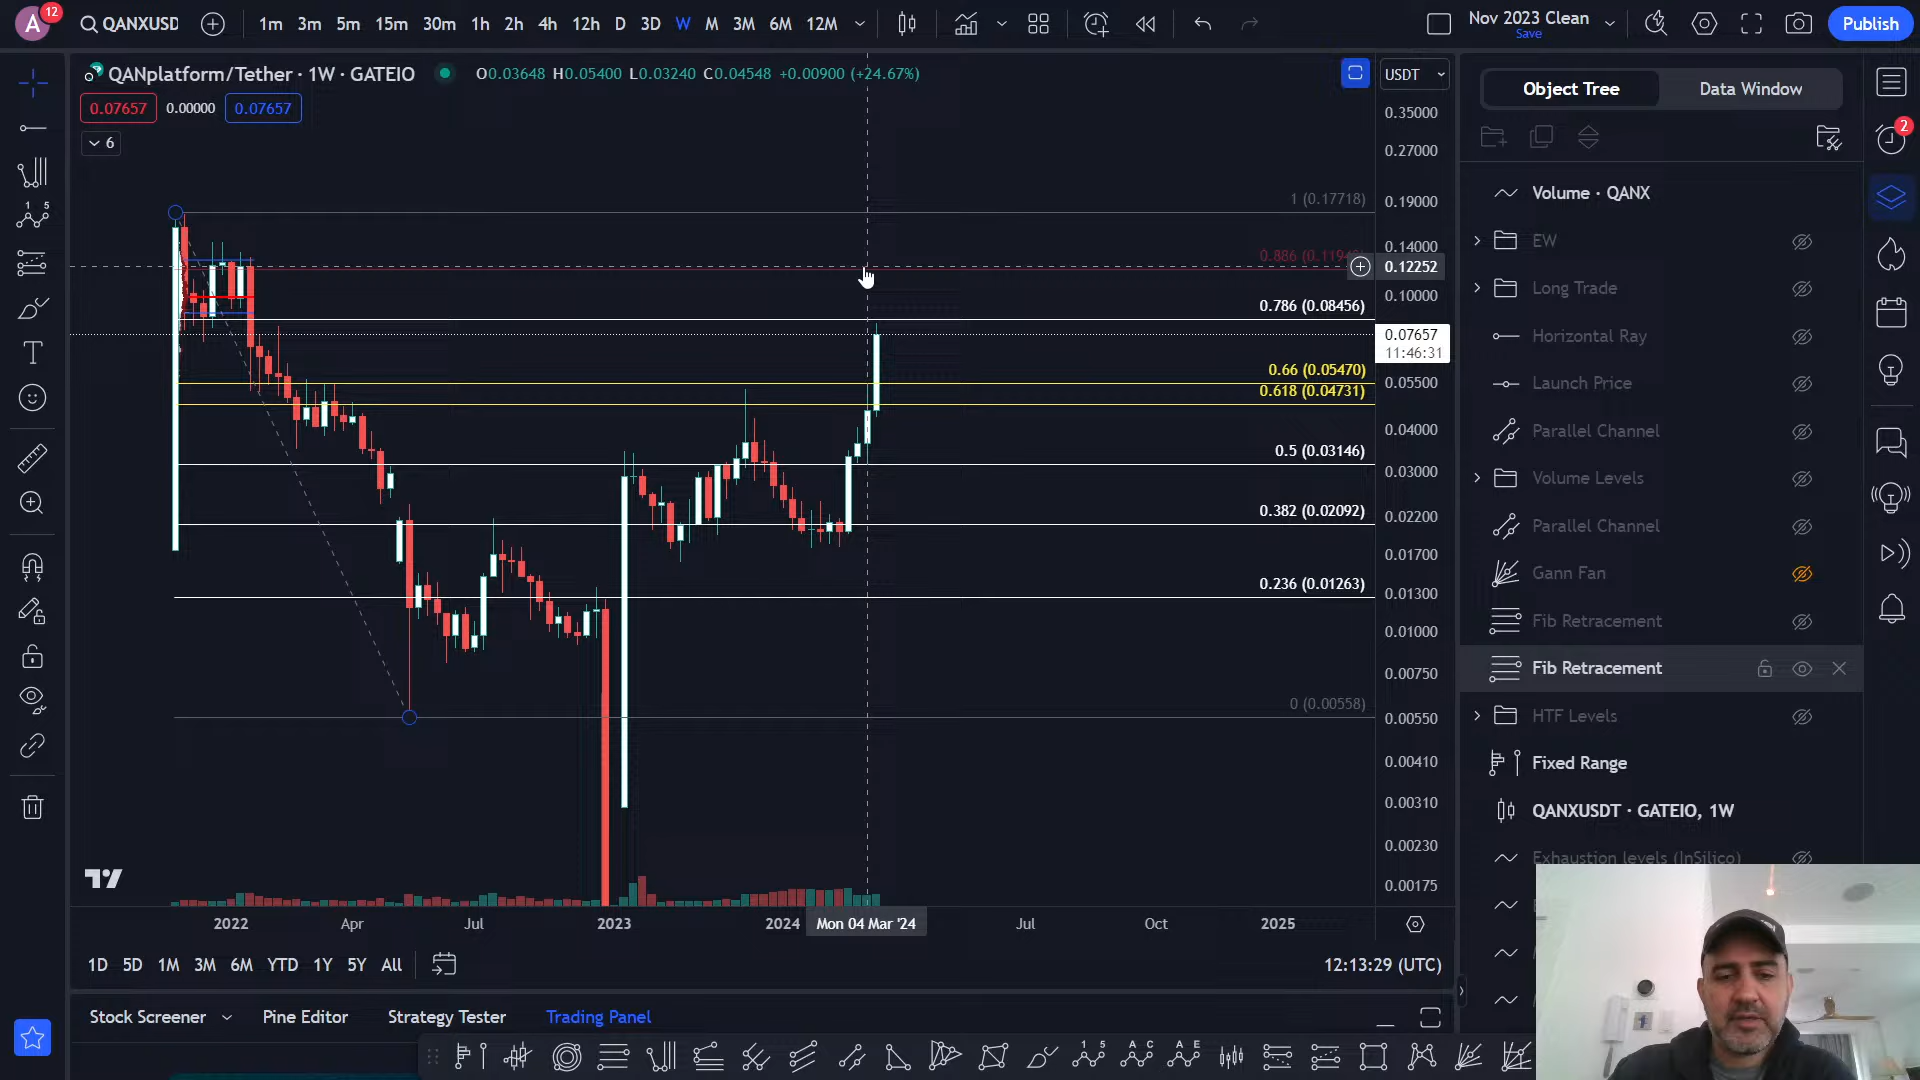 A
12
QANXUSD
1m 3m 5m 15m 30m 1h 2h 4h 12h D 3D W M 3M 6M 12M
Nov 2023 Clean
Save
Publish
QANplatform/Tether · 1W · GATEIO
O0.03648 H0.05400 L0.03240 C0.04548 +0.00900 (+24.67%)
0.07657 0.00000 0.07657
6
USDT
0.35000
0.27000
0.19000
0.14000
0.12252
0.10000
0.07657
11:46:31
0.05500
0.04000
0.03000
0.02200
0.01700
0.01300
0.01000
0.00750
0.00550
0.00410
0.00310
0.00230
0.00175
1 (0.17718)
0.786 (0.08456)
0.66 (0.05470)
0.618 (0.04731)
0.5 (0.03146)
0.382 (0.02092)
0.236 (0.01263)
0 (0.00558)
2022 Apr Jul 2023 2024 Mon 04 Mar '24 Jul Oct 2025
1D 5D 1M 3M 6M YTD 1Y 5Y All
12:13:29 (UTC)
Stock Screener Pine Editor Strategy Tester Trading Panel
Object Tree Data Window
Volume · QANX
EW
Long Trade
Horizontal Ray
Launch Price
Parallel Channel
Volume Levels
Parallel Channel
Gann Fan
Fib Retracement
Fib Retracement
HTF Levels
Fixed Range
QANXUSDT · GATEIO, 1W
Exhaustion levels (InSilico)
2